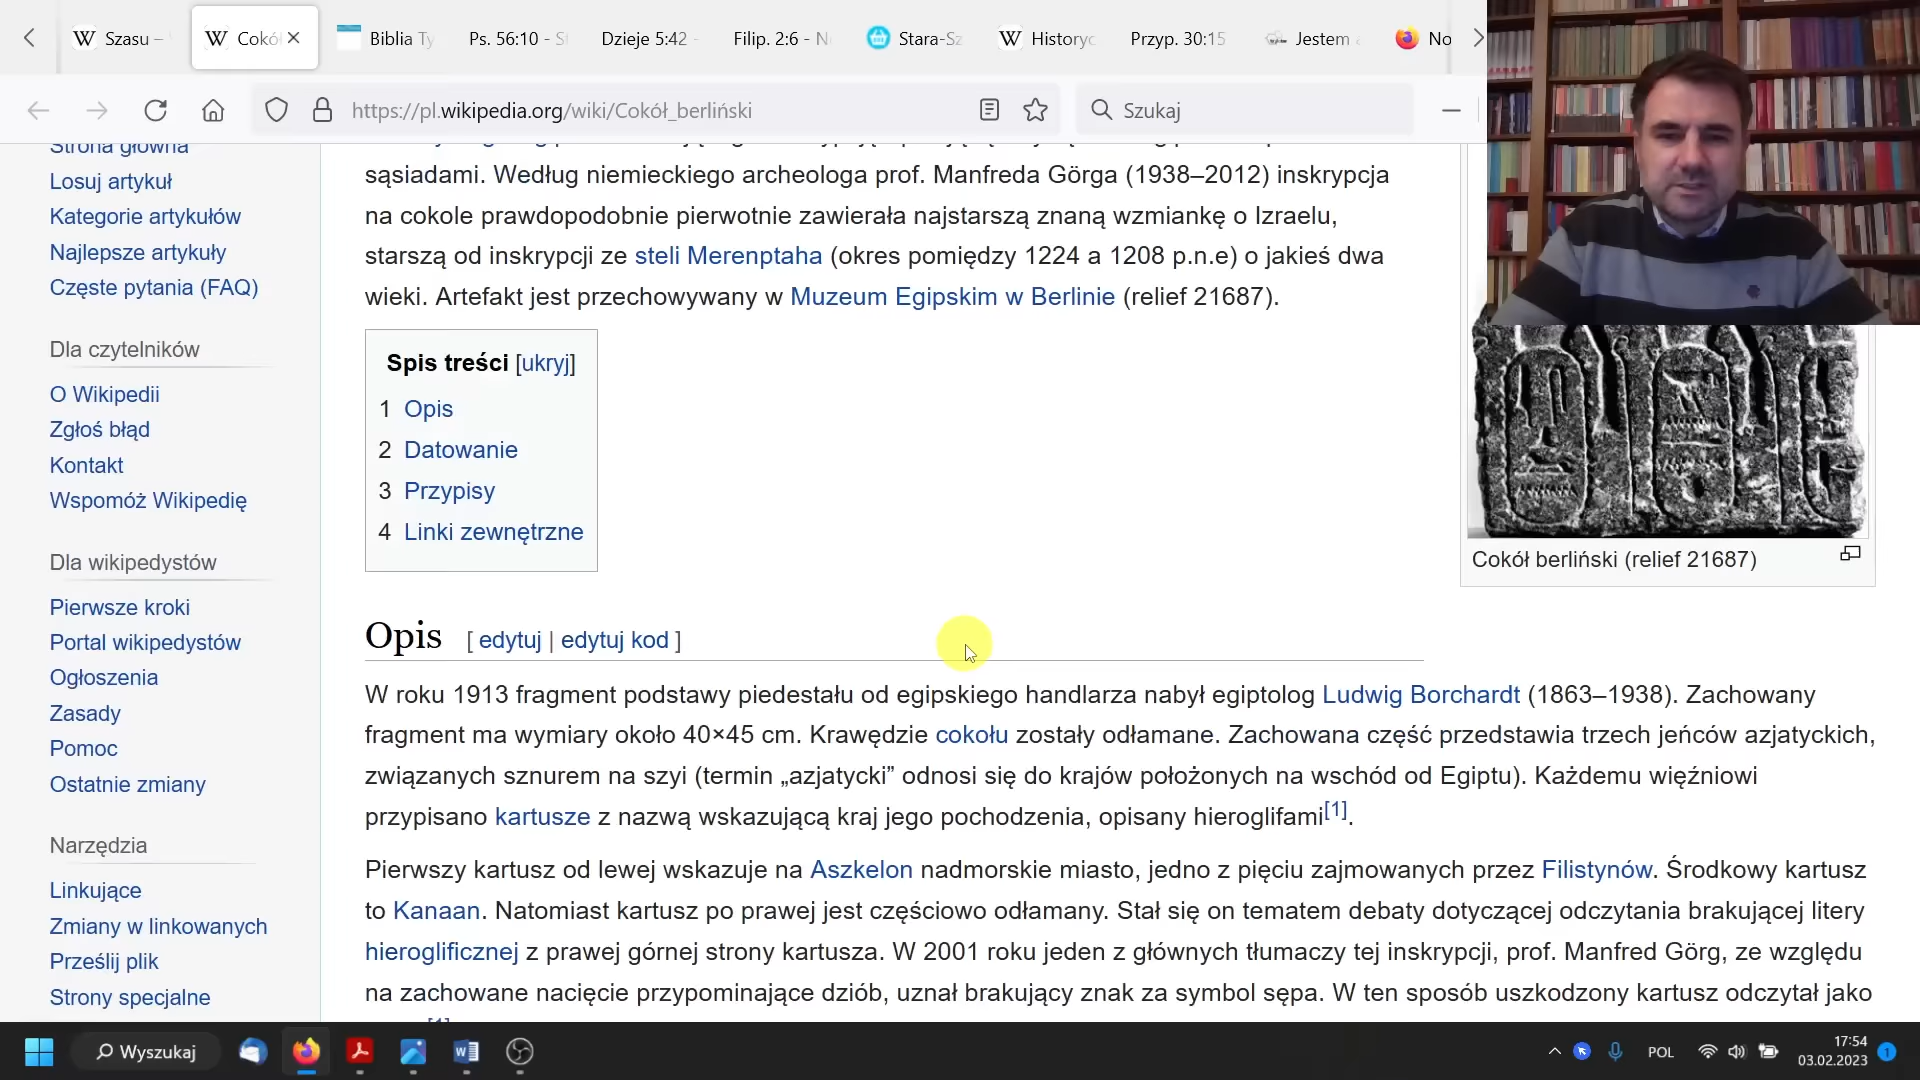 Szasu –
Cokół
Biblia Ty
Ps. 56:10 - St
Dzieje 5:42 -
Filip. 2:6 - N
Stara-Sz
Historyc
Przyp. 30:15
Jestem a
No
https://pl.wikipedia.org/wiki/Cokół_berliński
Szukaj
Strona główna
Losuj artykuł
Kategorie artykułów
Najlepsze artykuły
Częste pytania (FAQ)
Dla czytelników
O Wikipedii
Zgłoś błąd
Kontakt
Wspomóż Wikipedię
Dla wikipedystów
Pierwsze kroki
Portal wikipedystów
Ogłoszenia
Zasady
Pomoc
Ostatnie zmiany
Narzędzia
Linkujące
Zmiany w linkowanych
Prześlij plik
Strony specjalne
sąsiadami. Według niemieckiego archeologa prof. Manfreda Görga (1938–2012) inskrypcja
na cokole prawdopodobnie pierwotnie zawierała najstarszą znaną wzmiankę o Izraelu,
starszą od inskrypcji ze steli Merenptaha (okres pomiędzy 1224 a 1208 p.n.e) o jakieś dwa
wieki. Artefakt jest przechowywany w Muzeum Egipskim w Berlinie (relief 21687).
Spis treści [ukryj]
1 Opis
2 Datowanie
3 Przypisy
4 Linki zewnętrzne
Cokół berliński (relief 21687)
Opis [ edytuj | edytuj kod ]
W roku 1913 fragment podstawy piedestału od egipskiego handlarza nabył egiptolog Ludwig Borchardt (1863–1938). Zachowany
fragment ma wymiary około 40×45 cm. Krawędzie cokołu zostały odłamane. Zachowana część przedstawia trzech jeńców azjatyckich,
związanych sznurem na szyi (termin „azjatycki” odnosi się do krajów położonych na wschód od Egiptu). Każdemu więźniowi
przypisano kartusze z nazwą wskazującą kraj jego pochodzenia, opisany hieroglifami[1].
Pierwszy kartusz od lewej wskazuje na Aszkelon nadmorskie miasto, jedno z pięciu zajmowanych przez Filistynów. Środkowy kartusz
to Kanaan. Natomiast kartusz po prawej jest częściowo odłamany. Stał się on tematem debaty dotyczącej odczytania brakującej litery
hieroglificznej z prawej górnej strony kartusza. W 2001 roku jeden z głównych tłumaczy tej inskrypcji, prof. Manfred Görg, ze względu
na zachowane nacięcie przypominające dziób, uznał brakujący znak za symbol sępa. W ten sposób uszkodzony kartusz odczytał jako
Wyszukaj
POL
17:54
03.02.2023
1